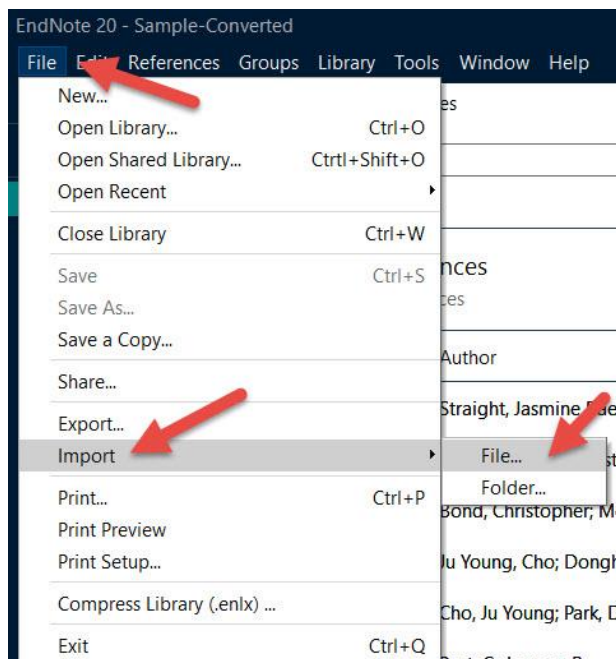 EndNote 20 - Sample-Converted
File Edit References Groups Library Tools Window Help
New...
Open Library... Ctrl+O
Open Shared Library... Ctrtl+Shift+O
Open Recent
Close Library Ctrl+W
Save Ctrl+S
Save As...
Save a Copy...
Share...
Export...
Import
Print... Ctrl+P
Print Preview
Print Setup...
Compress Library (.enlx) ...
Exit Ctrl+Q
File...
Folder...
es
nces
ces
Author
Straight, Jasmine
Bond, Christopher; M
Ju Young, Cho; Dongh
Cho, Ju Young; Park, D